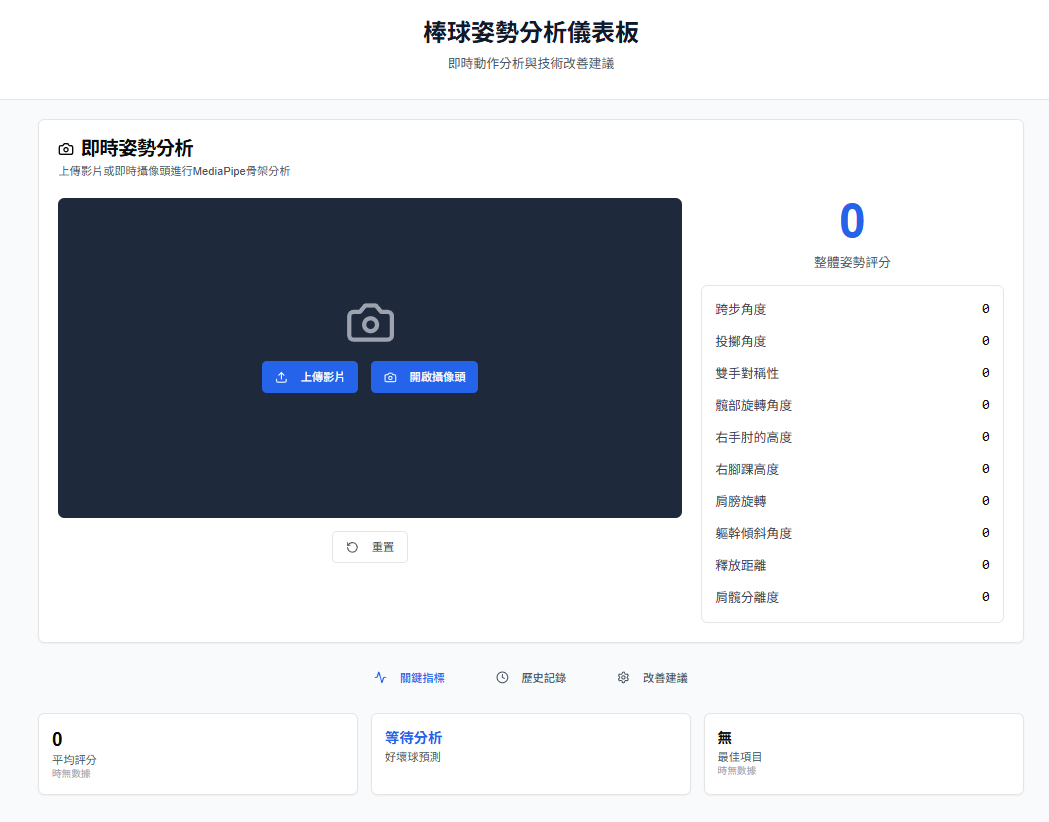 棒球姿勢分析儀表板
即時動作分析與技術改善建議
即時姿勢分析
上傳影片或即時攝像頭進行MediaPipe骨架分析
上傳影片
開啟攝像頭
重置
0
整體姿勢評分
跨步角度 0
投擲角度 0
雙手對稱性 0
髖部旋轉角度 0
右手肘的高度 0
右腳踝高度 0
肩膀旋轉 0
軀幹傾斜角度 0
釋放距離 0
肩髖分離度 0
關鍵指標
歷史記錄
改善建議
0
平均評分
時無數據
等待分析
好壞球預測
無
最佳項目
時無數據